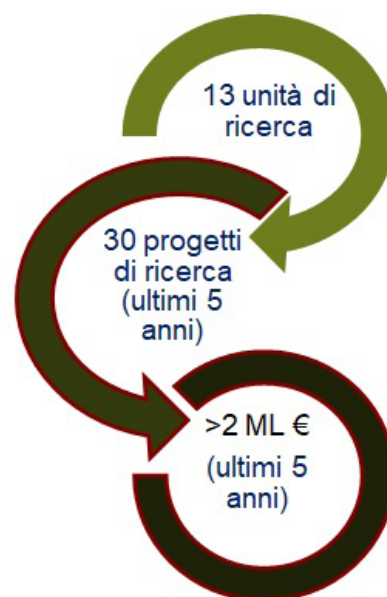 13 unità di
ricerca
30 progetti
di ricerca
(ultimi 5
anni)
>2 ML €
(ultimi 5
anni)